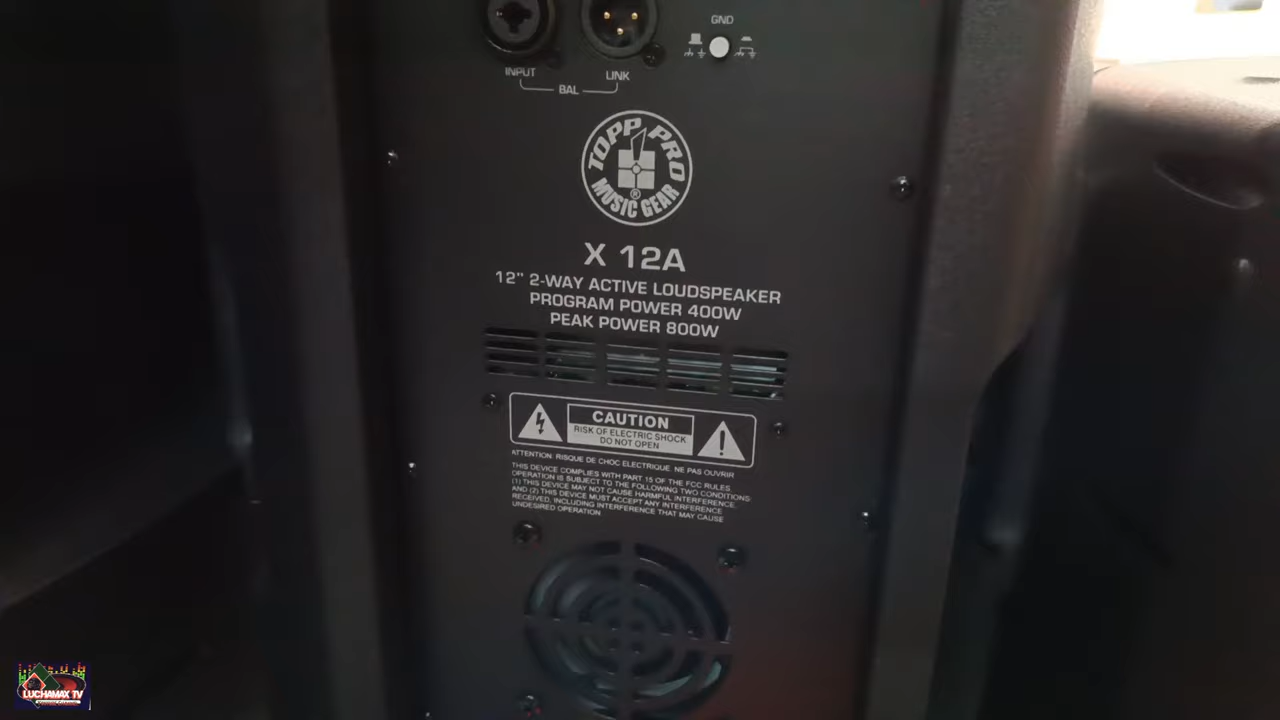 GND
INPUT
LINK
BAL
TOPP PRO
MUSIC GEAR
®
X 12A
12" 2-WAY ACTIVE LOUDSPEAKER
PROGRAM POWER 400W
PEAK POWER 800W
CAUTION
RISK OF ELECTRIC SHOCK
DO NOT OPEN
ATTENTION: RISQUE DE CHOC ELECTRIQUE NE PAS OUVRIR
THIS DEVICE COMPLIES WITH PART 15 OF THE FCC RULES
OPERATION IS SUBJECT TO THE FOLLOWING TWO CONDITIONS
(1) THIS DEVICE MAY NOT CAUSE HARMFUL INTERFERENCE,
AND (2) THIS DEVICE MUST ACCEPT ANY INTERFERENCE
RECEIVED, INCLUDING INTERFERENCE THAT MAY CAUSE
UNDESIRED OPERATION
LUCHAMAX TV